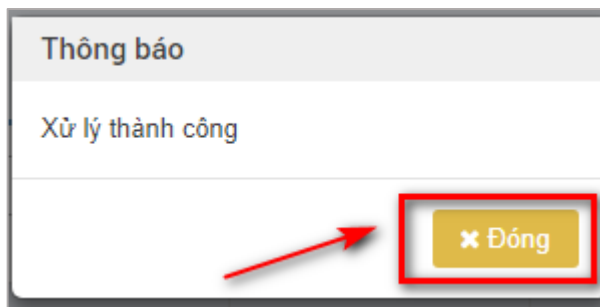 Thông báo
Xử lý thành công
✖ Đóng